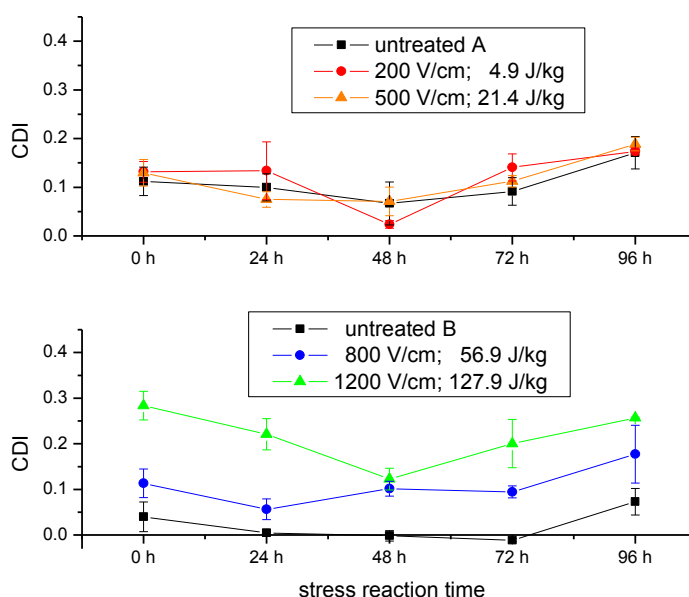 0.4
0.3
0.2
0.1
0.0
CDI
untreated A
200 V/cm; 4.9 J/kg
500 V/cm; 21.4 J/kg
0 h 24 h 48 h 72 h 96 h
0.4
0.3
0.2
0.1
0.0
CDI
untreated B
800 V/cm; 56.9 J/kg
1200 V/cm; 127.9 J/kg
0 h 24 h 48 h 72 h 96 h
stress reaction time